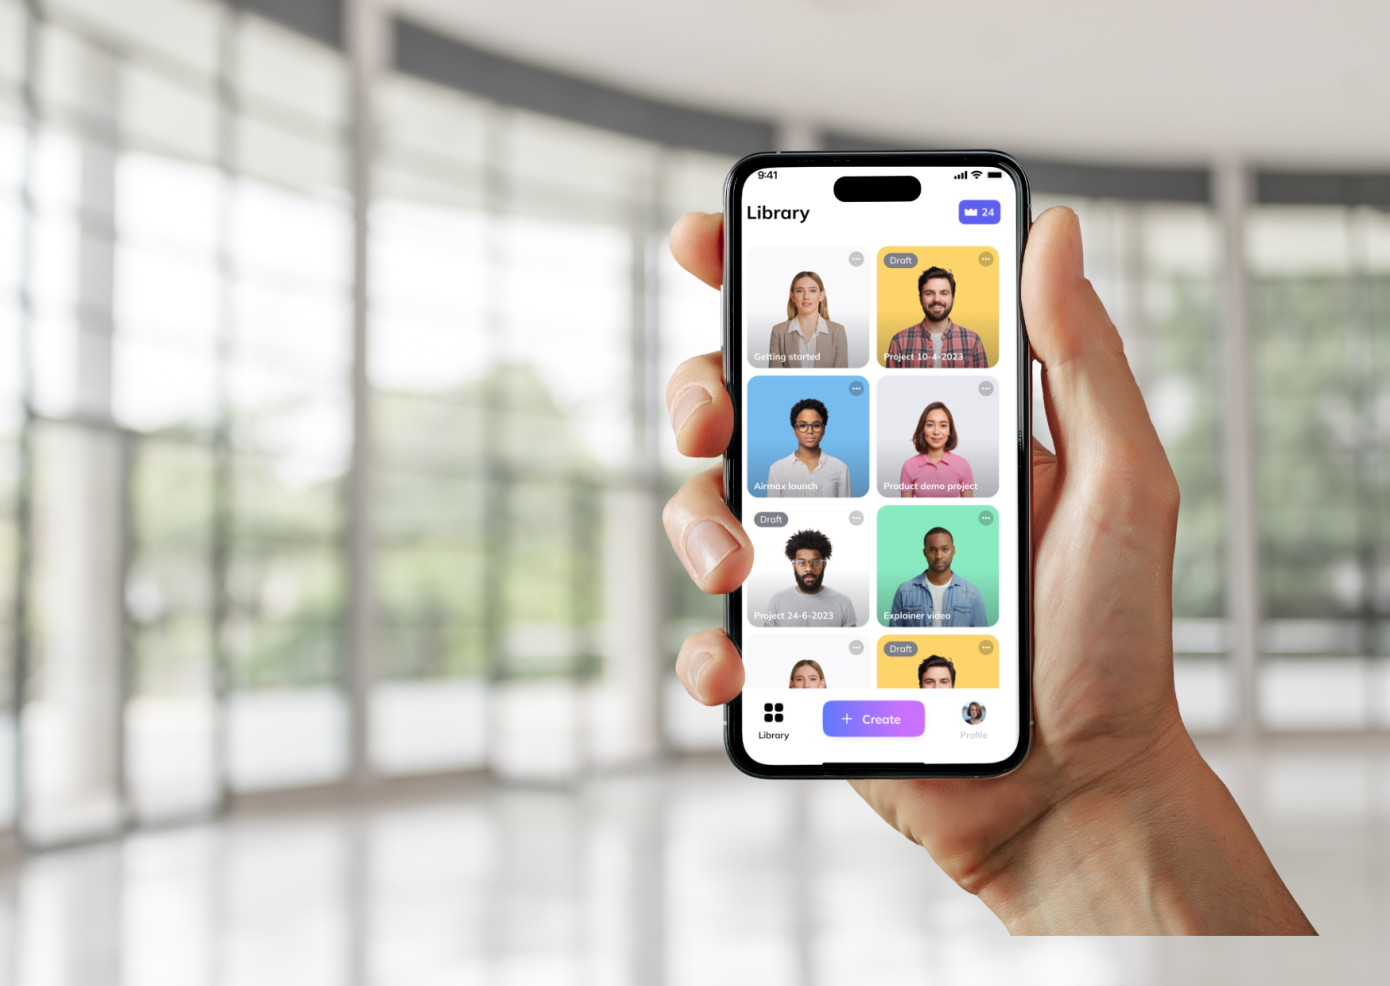 9:41
Library
24
Draft
Getting started
Project 10-4-2023
Airmax launch
Product demo project
Draft
Project 24-6-2023
Explainer video
Draft
+ Create
Library
Profile